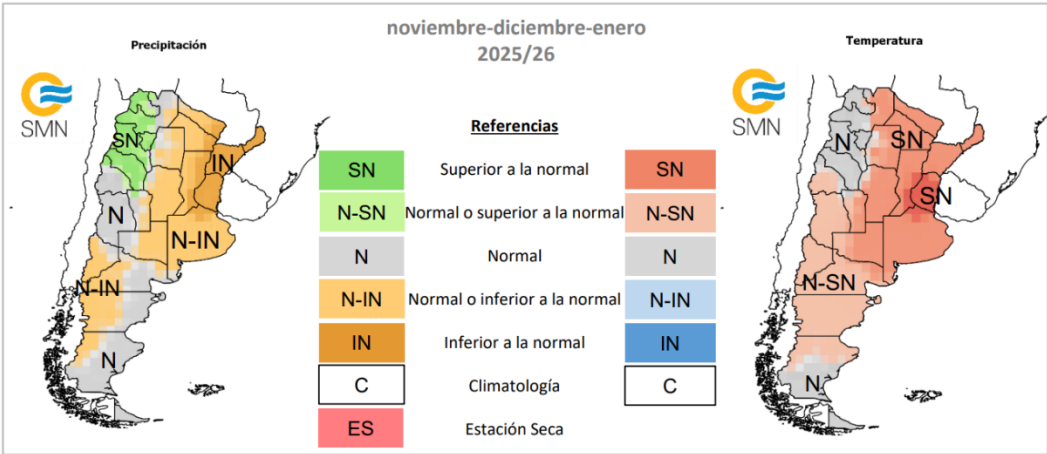 noviembre-diciembre-enero
2025/26
Precipitación
Temperatura
SMN
SMN
Referencias
SN Superior a la normal SN
N-SN Normal o superior a la normal N-SN
N Normal N
N-IN Normal o inferior a la normal N-IN
IN Inferior a la normal IN
C Climatología C
ES Estación Seca
SN
IN
N
N-IN
N-IN
N
N
SN
SN
N-SN
N